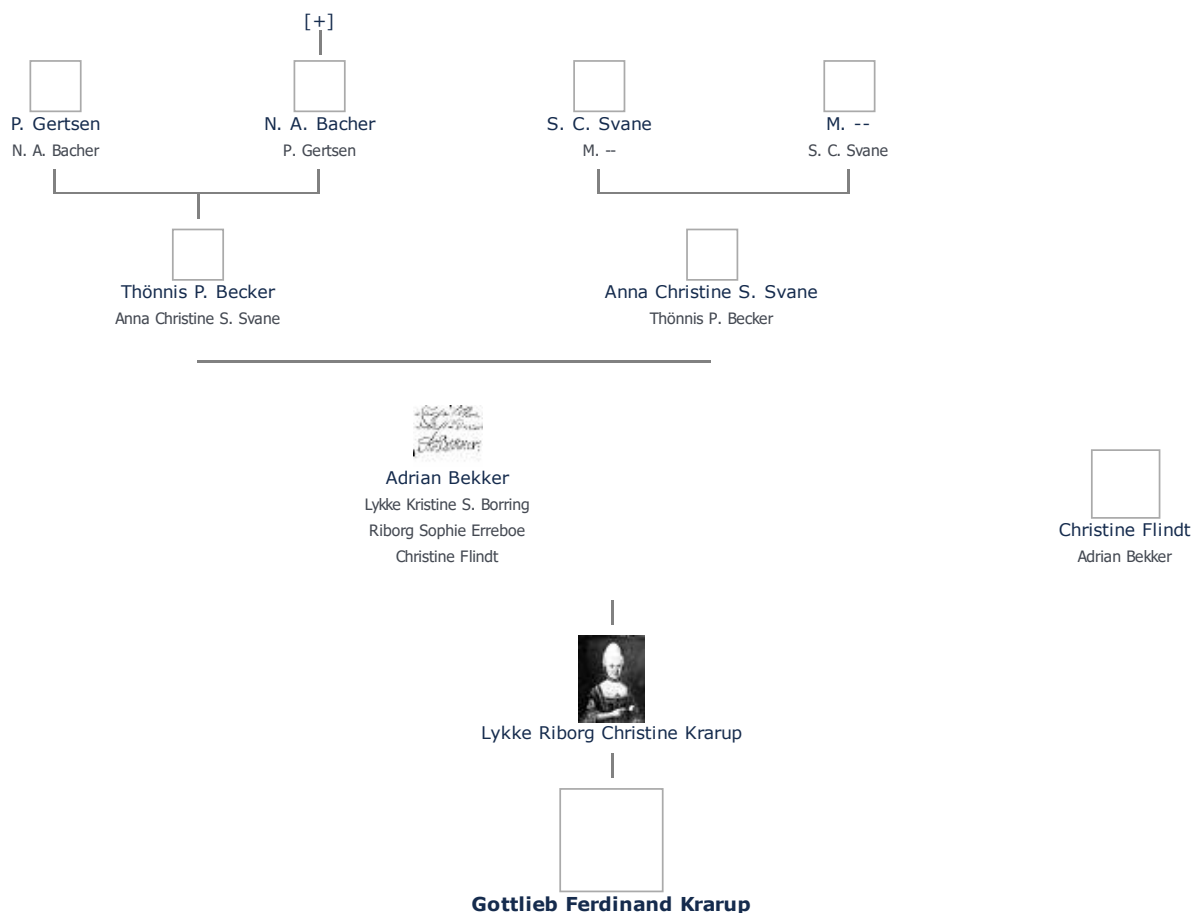 [+]
P. Gertsen
N. A. Bacher
N. A. Bacher
P. Gertsen
S. C. Svane
M. --
M. --
S. C. Svane
Thönnis P. Becker
Anna Christine S. Svane
Anna Christine S. Svane
Thönnis P. Becker
Adrian Bekker
Lykke Kristine S. Borring
Riborg Sophie Erreboe
Christine Flindt
Christine Flindt
Adrian Bekker
Lykke Riborg Christine Krarup
Gottlieb Ferdinand Krarup